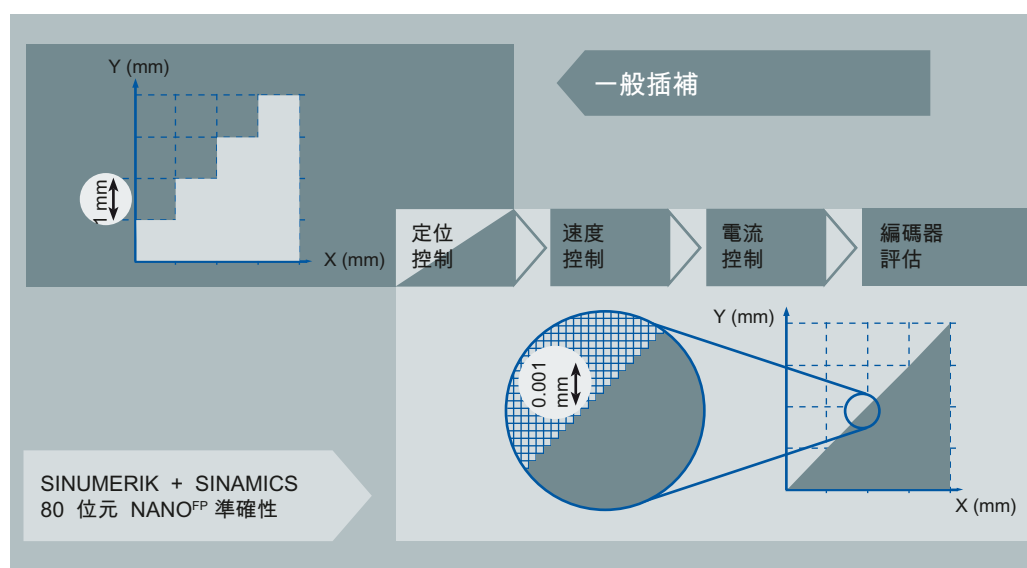 Y (mm)
一般插補
1 mm
X (mm)
定位
控制
速度
控制
電流
控制
編碼器
評估
Y (mm)
0.001
mm
X (mm)
SINUMERIK + SINAMICS
80 位元 NANOFP 準確性